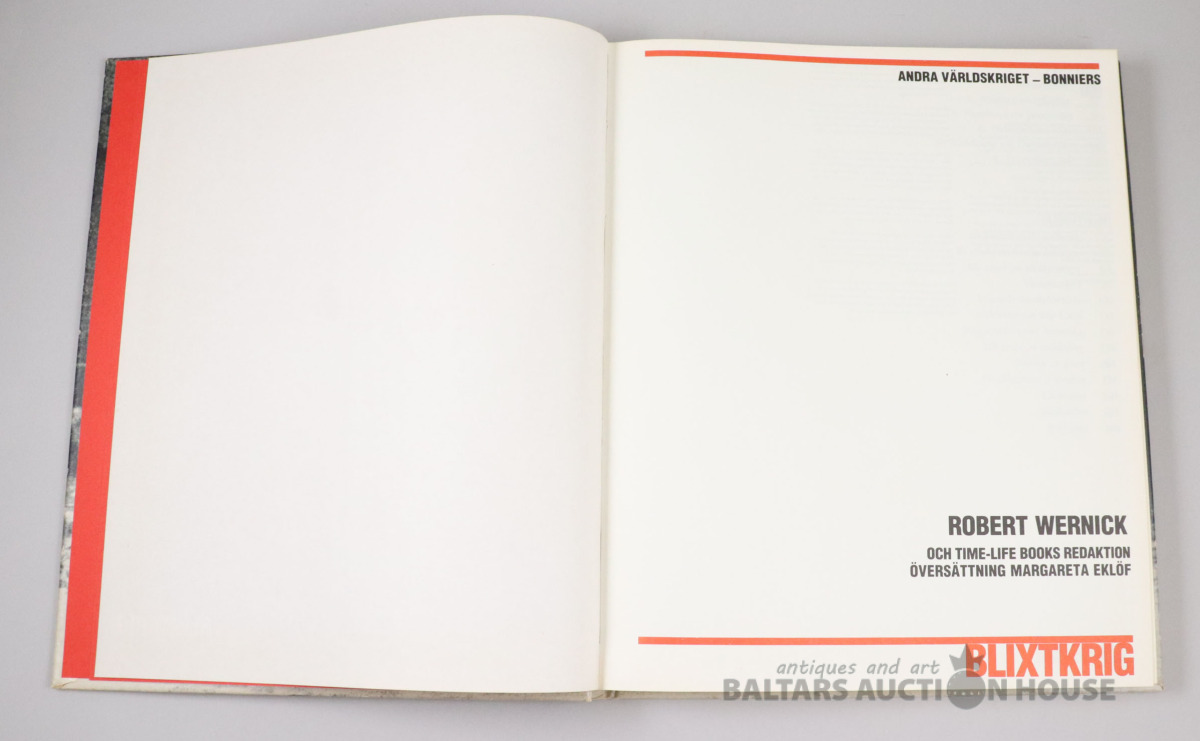 ANDRA VÄRLDSKRIGET – BONNIERS
ROBERT WERNICK
OCH TIME-LIFE BOOKS REDAKTION
ÖVERSÄTTNING MARGARETA EKLÖF
BLIXTKRIG
antiques and art
BALTARS AUCTION HOUSE